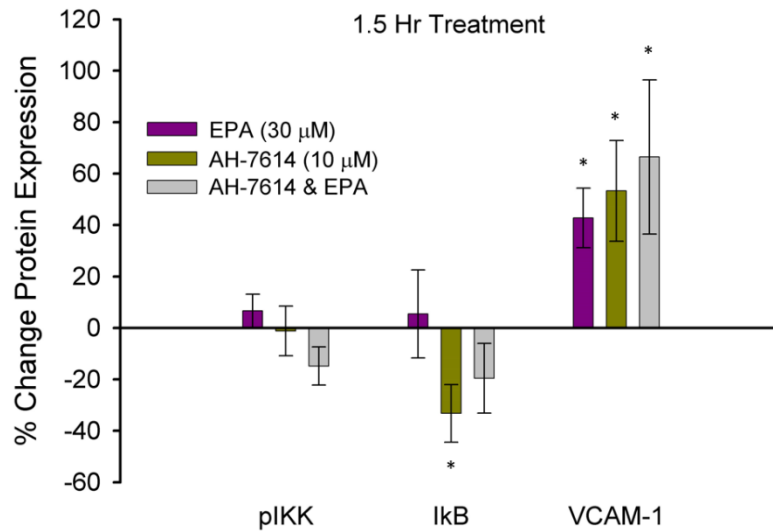 1.5 Hr Treatment
% Change Protein Expression
120
100
80
60
40
20
0
-20
-40
-60
EPA (30 μM)
AH-7614 (10 μM)
AH-7614 & EPA
*
*
*
*
pIKK IkB VCAM-1